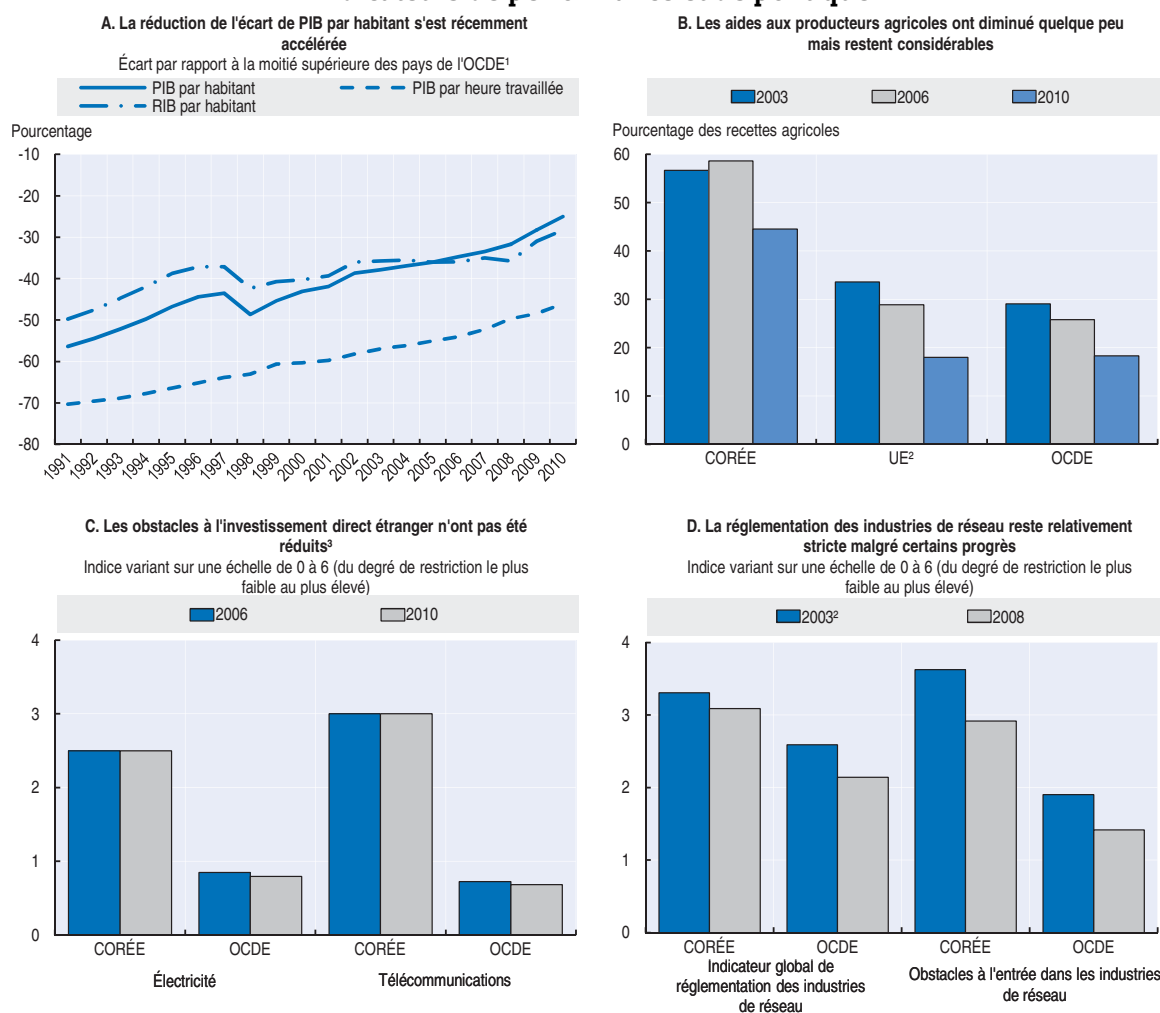 A. La réduction de l'écart de PIB par habitant s'est récemment
accélérée
Écart par rapport à la moitié supérieure des pays de l'OCDE¹
PIB par habitant
PIB par heure travaillée
RIB par habitant
Pourcentage
-10
-20
-30
-40
-50
-60
-70
-80
1991 1992 1993 1994 1995 1996 1997 1998 1999 2000 2001 2002 2003 2004 2005 2006 2007 2008 2009 2010
B. Les aides aux producteurs agricoles ont diminué quelque peu
mais restent considérables
2003 2006 2010
Pourcentage des recettes agricoles
60
50
40
30
20
10
0
CORÉE UE² OCDE
C. Les obstacles à l'investissement direct étranger n'ont pas été
réduits³
Indice variant sur une échelle de 0 à 6 (du degré de restriction le plus
faible au plus élevé)
2006 2010
4
3
2
1
0
CORÉE OCDE CORÉE OCDE
Électricité Télécommunications
D. La réglementation des industries de réseau reste relativement
stricte malgré certains progrès
Indice variant sur une échelle de 0 à 6 (du degré de restriction le plus
faible au plus élevé)
2003² 2008
4
3
2
1
0
CORÉE OCDE CORÉE OCDE
Indicateur global de
réglementation des industries
de réseau
Obstacles à l'entrée dans les industries
de réseau